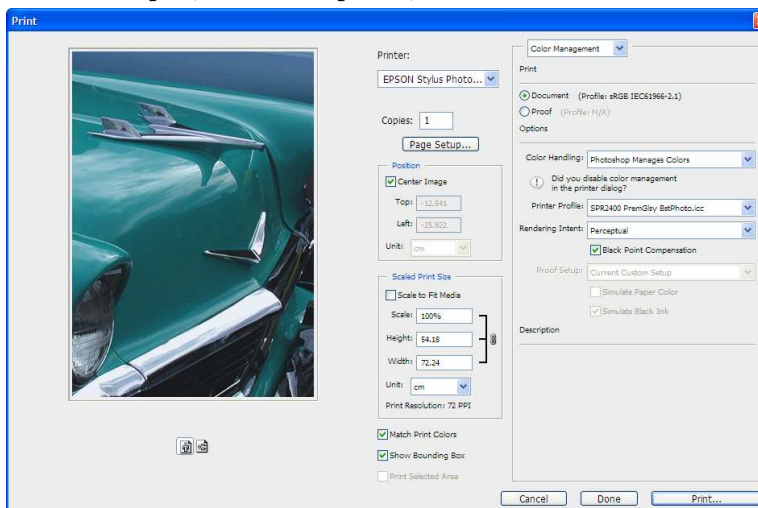 Print
Printer:
EPSON Stylus Photo...
Copies: 1
Page Setup...
Position
Center Image
Top: -12.541
Left: -25.922
Unit: cm
Scaled Print Size
Scale to Fit Media
Scale: 100%
Height: 54.18
Width: 72.24
Unit: cm
Print Resolution: 72 PPI
Match Print Colors
Show Bounding Box
Print Selected Area
Color Management
Print
Document (Profile: sRGB IEC61966-2.1)
Proof (Profile: N/A)
Options
Color Handling: Photoshop Manages Colors
Did you
disable color management
in the printer dialog?
Printer Profile: SPR2400 PremGlsy BstPhoto.icc
Rendering Intent: Perceptual
Black Point Compensation
Proof Setup: Current Custom Setup
Simulate Paper Color
Simulate Black Ink
Description
Cancel
Done
Print...